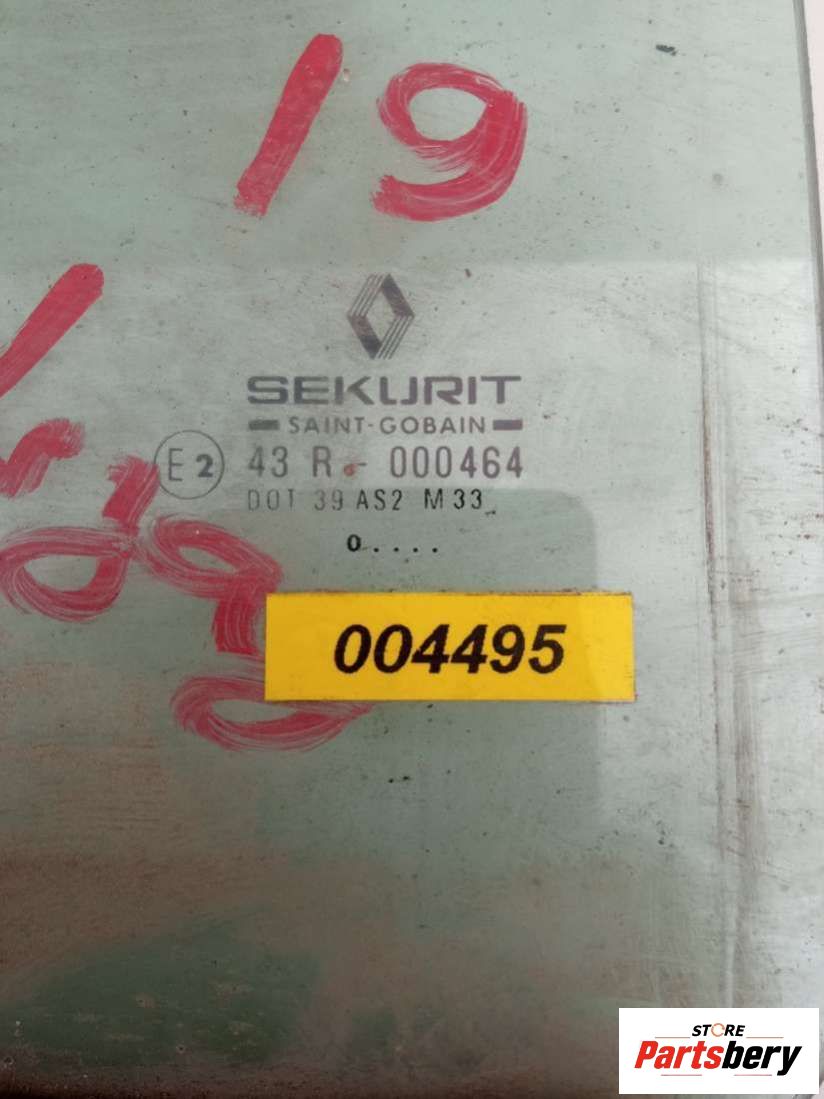 19
SEKURIT
SAINT-GOBAIN
E2 43 R - 000464
DOT 39 AS2 M33
o....
004495
STORE
Partsbery